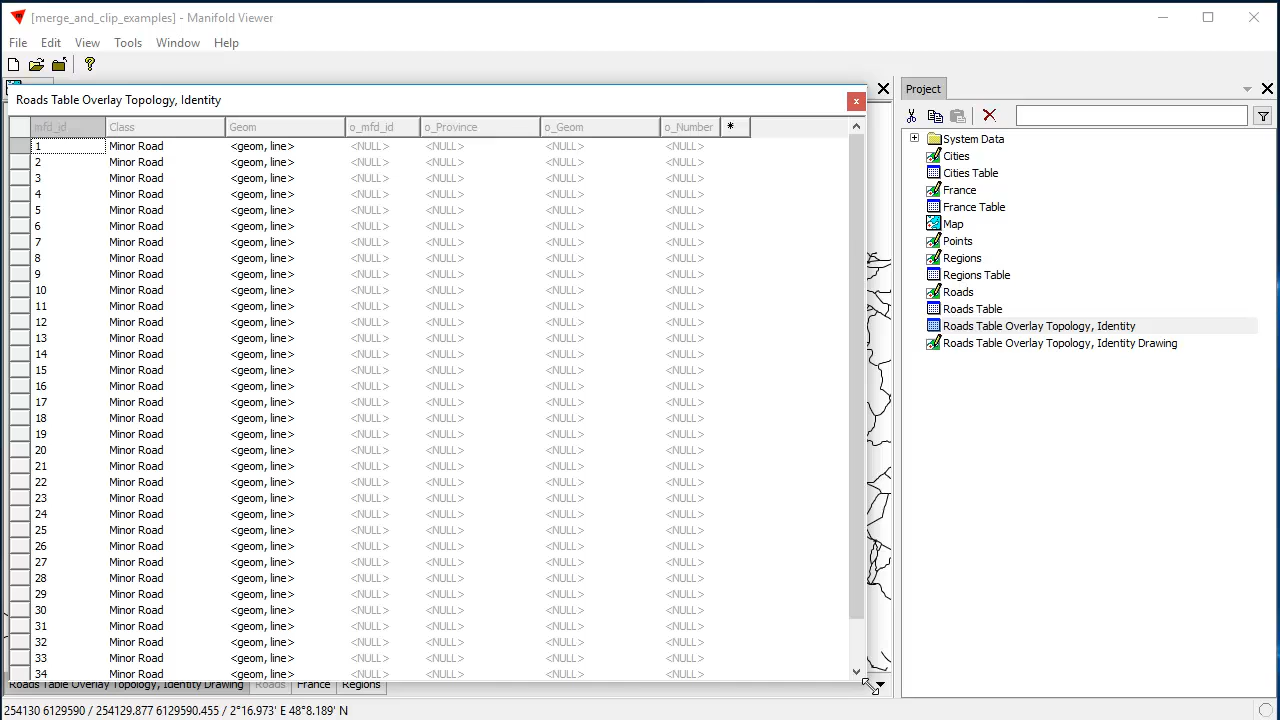 [merge_and_clip_examples] - Manifold Viewer
File Edit View Tools Window Help
Roads Table Overlay Topology, Identity
mfd_id Class Geom o_mfd_id o_Province o_Geom o_Number *
1 Minor Road <geom, line> <NULL> <NULL> <NULL> <NULL>
2 Minor Road <geom, line> <NULL> <NULL> <NULL> <NULL>
3 Minor Road <geom, line> <NULL> <NULL> <NULL> <NULL>
4 Minor Road <geom, line> <NULL> <NULL> <NULL> <NULL>
5 Minor Road <geom, line> <NULL> <NULL> <NULL> <NULL>
6 Minor Road <geom, line> <NULL> <NULL> <NULL> <NULL>
7 Minor Road <geom, line> <NULL> <NULL> <NULL> <NULL>
8 Minor Road <geom, line> <NULL> <NULL> <NULL> <NULL>
9 Minor Road <geom, line> <NULL> <NULL> <NULL> <NULL>
10 Minor Road <geom, line> <NULL> <NULL> <NULL> <NULL>
11 Minor Road <geom, line> <NULL> <NULL> <NULL> <NULL>
12 Minor Road <geom, line> <NULL> <NULL> <NULL> <NULL>
13 Minor Road <geom, line> <NULL> <NULL> <NULL> <NULL>
14 Minor Road <geom, line> <NULL> <NULL> <NULL> <NULL>
15 Minor Road <geom, line> <NULL> <NULL> <NULL> <NULL>
16 Minor Road <geom, line> <NULL> <NULL> <NULL> <NULL>
17 Minor Road <geom, line> <NULL> <NULL> <NULL> <NULL>
18 Minor Road <geom, line> <NULL> <NULL> <NULL> <NULL>
19 Minor Road <geom, line> <NULL> <NULL> <NULL> <NULL>
20 Minor Road <geom, line> <NULL> <NULL> <NULL> <NULL>
21 Minor Road <geom, line> <NULL> <NULL> <NULL> <NULL>
22 Minor Road <geom, line> <NULL> <NULL> <NULL> <NULL>
23 Minor Road <geom, line> <NULL> <NULL> <NULL> <NULL>
24 Minor Road <geom, line> <NULL> <NULL> <NULL> <NULL>
25 Minor Road <geom, line> <NULL> <NULL> <NULL> <NULL>
26 Minor Road <geom, line> <NULL> <NULL> <NULL> <NULL>
27 Minor Road <geom, line> <NULL> <NULL> <NULL> <NULL>
28 Minor Road <geom, line> <NULL> <NULL> <NULL> <NULL>
29 Minor Road <geom, line> <NULL> <NULL> <NULL> <NULL>
30 Minor Road <geom, line> <NULL> <NULL> <NULL> <NULL>
31 Minor Road <geom, line> <NULL> <NULL> <NULL> <NULL>
32 Minor Road <geom, line> <NULL> <NULL> <NULL> <NULL>
33 Minor Road <geom, line> <NULL> <NULL> <NULL> <NULL>
34 Minor Road <geom, line> <NULL> <NULL> <NULL> <NULL>
Roads Table Overlay Topology, Identity Drawing Roads France Regions
254130 6129590 / 254129.877 6129590.455 / 2°16.973' E 48°8.189' N
Project
System Data
Cities
Cities Table
France
France Table
Map
Points
Regions
Regions Table
Roads
Roads Table
Roads Table Overlay Topology, Identity
Roads Table Overlay Topology, Identity Drawing